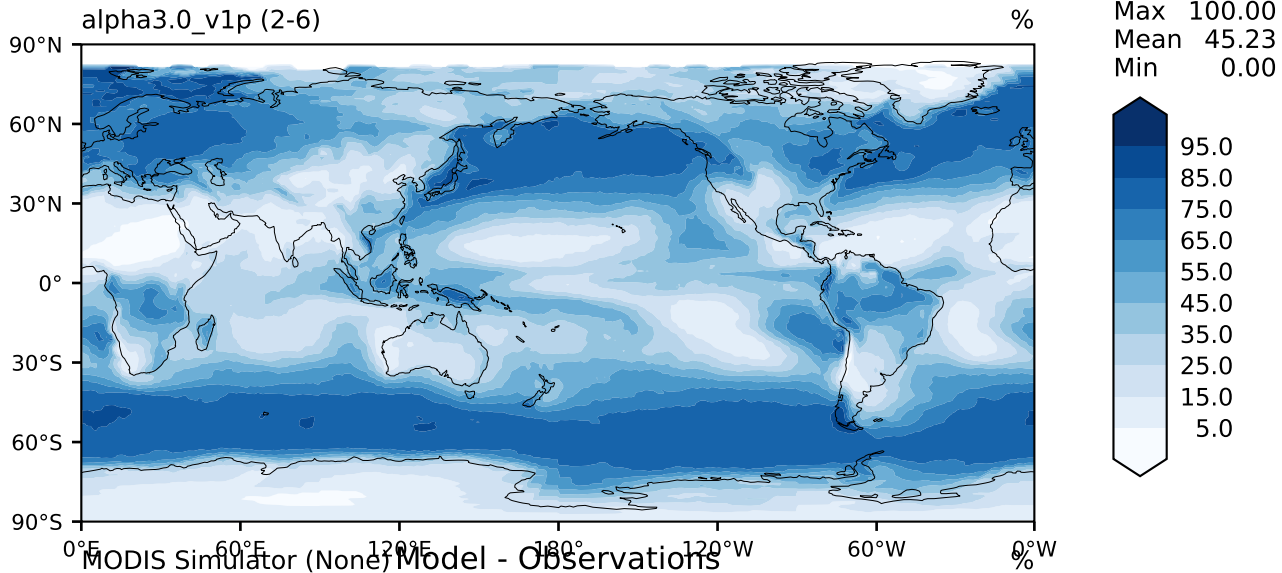 alpha3.0_v1p (2-6) %
Max 100.00
Mean 45.23
Min 0.00
90°N
60°N
30°N
0°
30°S
60°S
90°S
95.0
85.0
75.0
65.0
55.0
45.0
35.0
25.0
15.0
5.0
0°E 60°E 120°E 180° 120°W 60°W 0°W
MODIS Simulator (None) Model - Observations %